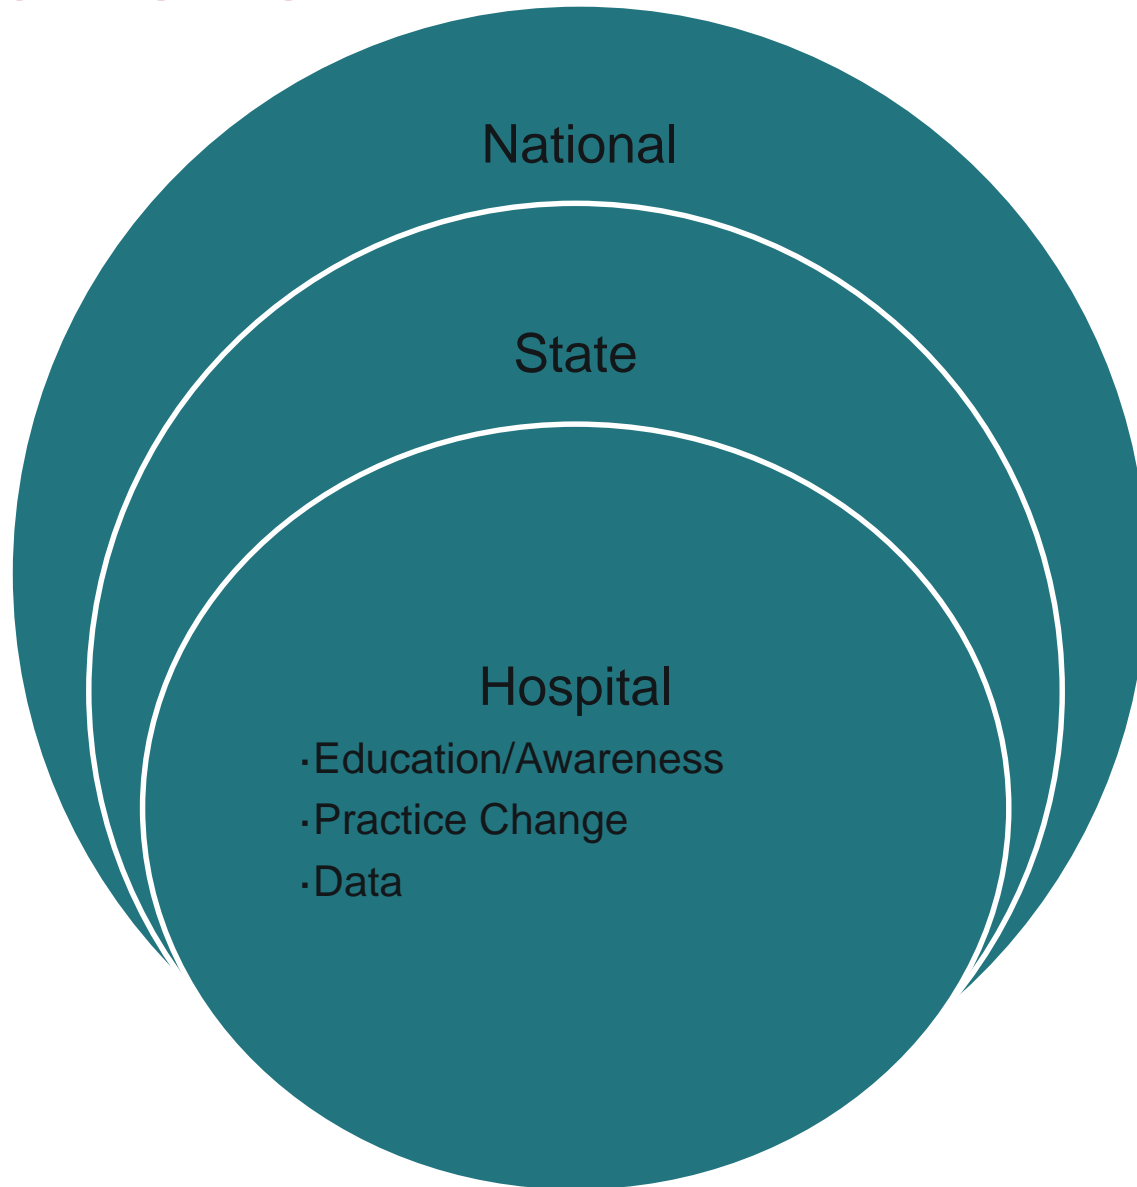 National
State
Hospital
·Education/Awareness
·Practice Change
·Data